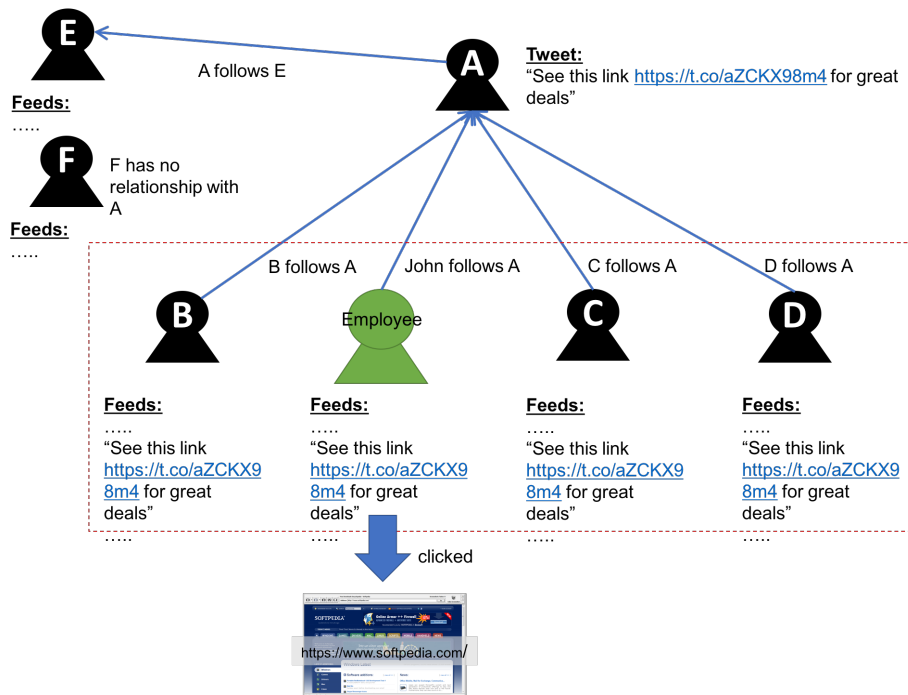 E
A follows E
A
Tweet:
“See this link https://t.co/aZCKX98m4 for great
deals”
Feeds:
.....
F
F has no
relationship with
A
Feeds:
.....
B follows A
John follows A
C follows A
D follows A
B
Employee
C
D
Feeds:
.....
“See this link
https://t.co/aZCKX9
8m4 for great
deals”
.....
Feeds:
.....
“See this link
https://t.co/aZCKX9
8m4 for great
deals”
.....
Feeds:
.....
“See this link
https://t.co/aZCKX9
8m4 for great
deals”
.....
Feeds:
.....
“See this link
https://t.co/aZCKX9
8m4 for great
deals”
.....
clicked
SOFTPEDIA
https://www.softpedia.com/